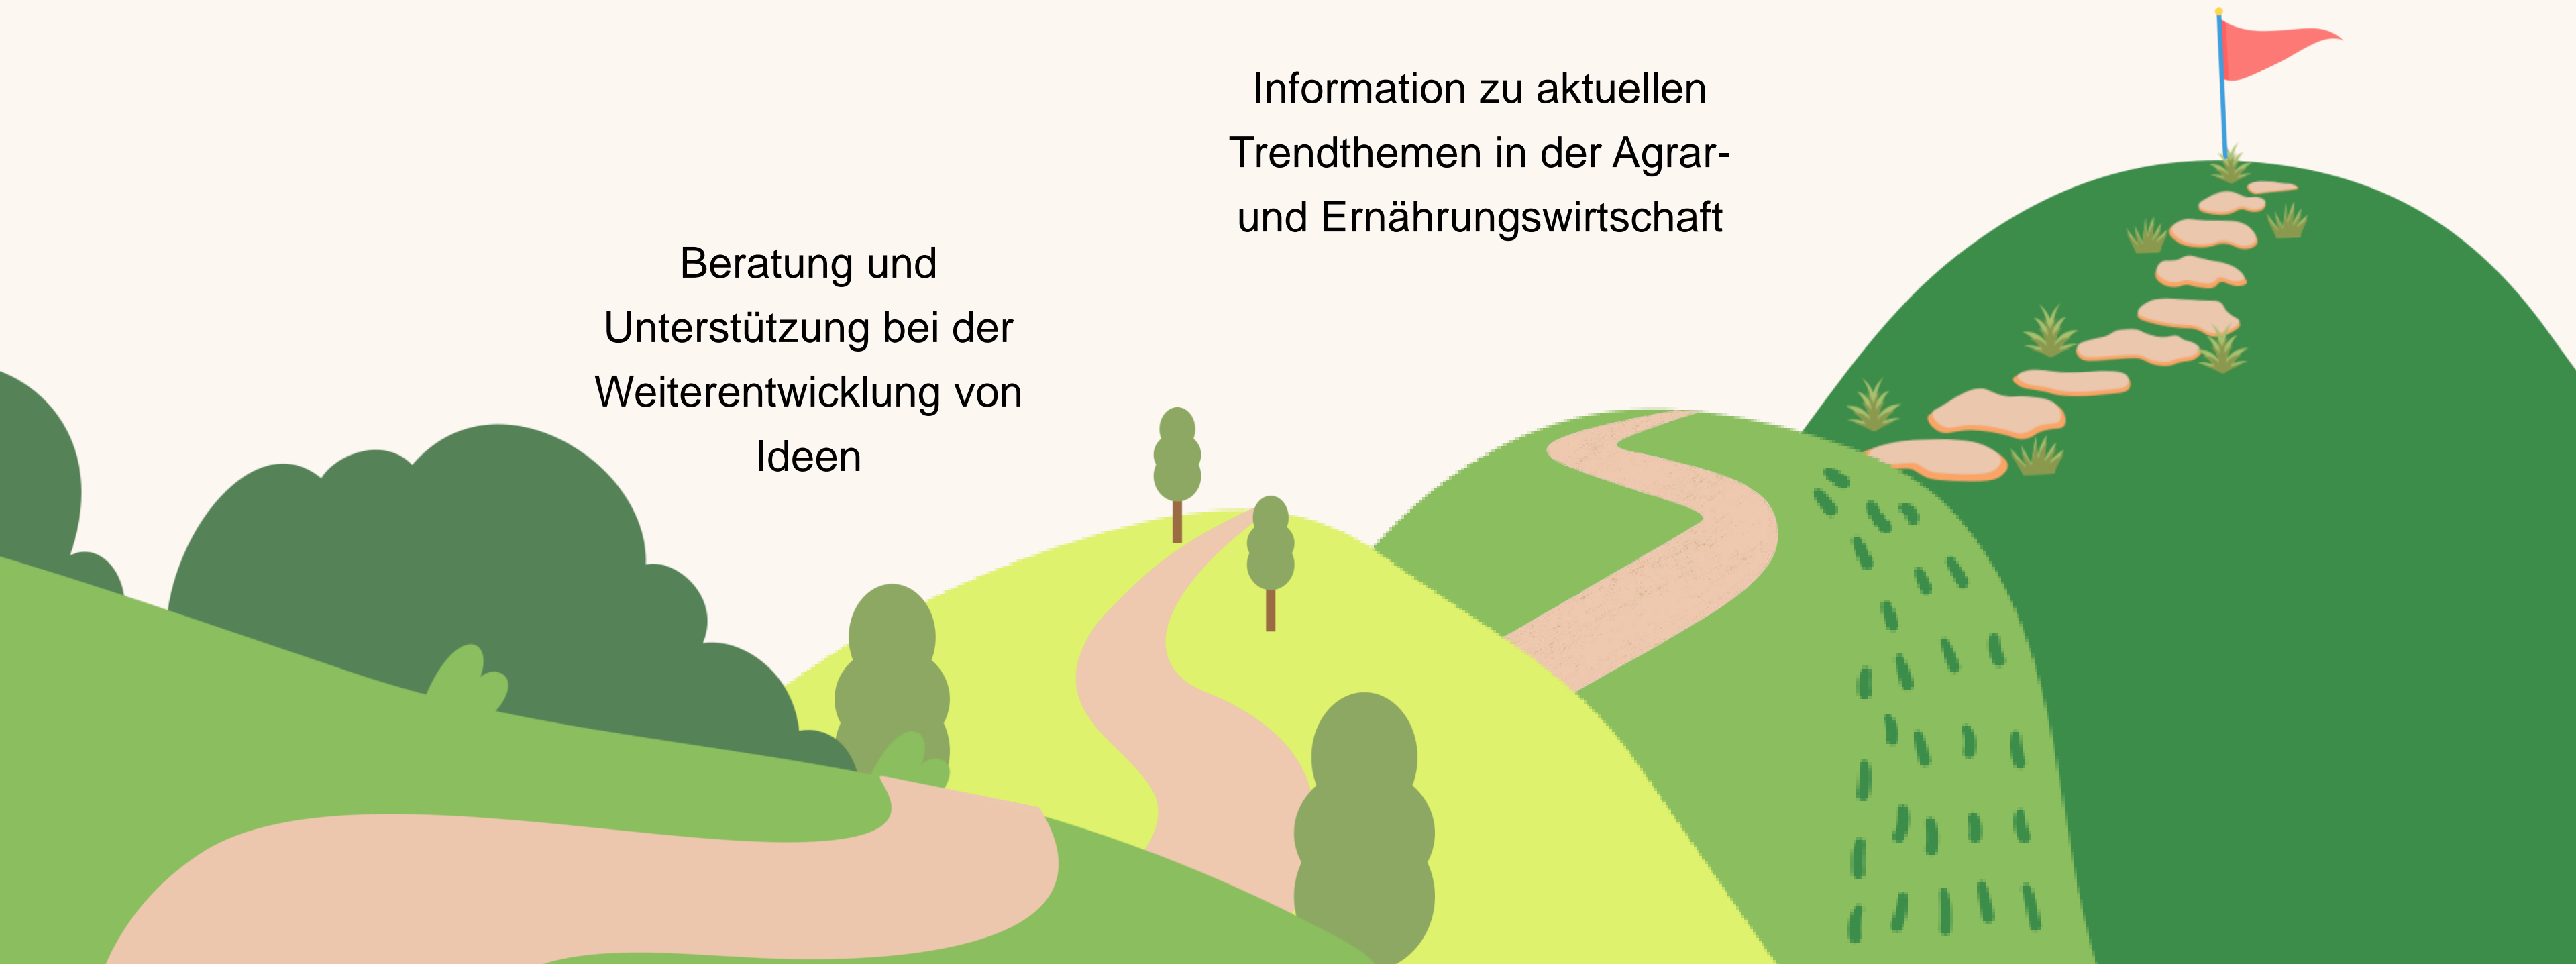 Information zu aktuellen
Trendthemen in der Agrar-
und Ernährungswirtschaft
Beratung und
Unterstützung bei der
Weiterentwicklung von
Ideen